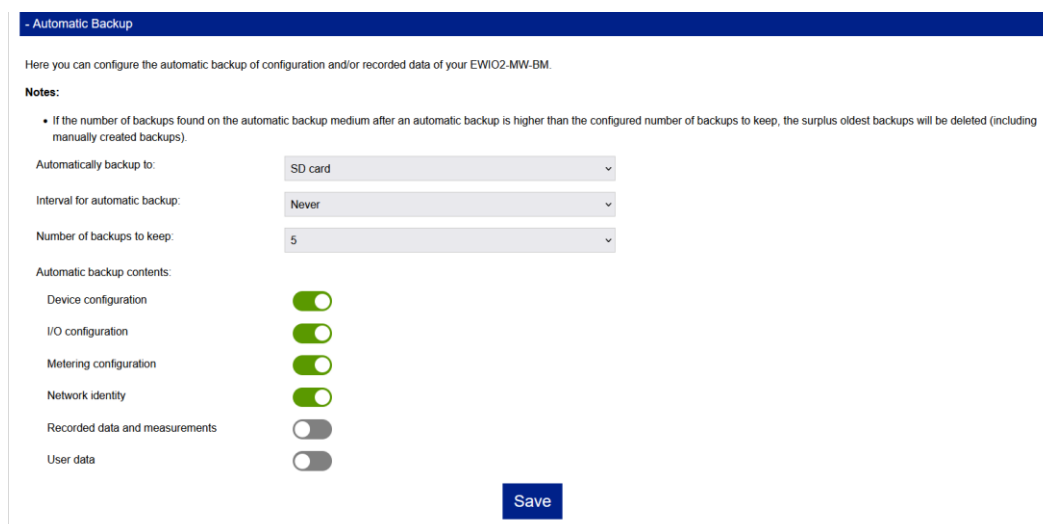 - Automatic Backup
Here you can configure the automatic backup of configuration and/or recorded data of your EWIO2-MW-BM.
Notes:
• If the number of backups found on the automatic backup medium after an automatic backup is higher than the configured number of backups to keep, the surplus oldest backups will be deleted (including
manually created backups).
Automatically backup to: SD card
Interval for automatic backup: Never
Number of backups to keep: 5
Automatic backup contents:
Device configuration
I/O configuration
Metering configuration
Network identity
Recorded data and measurements
User data
Save